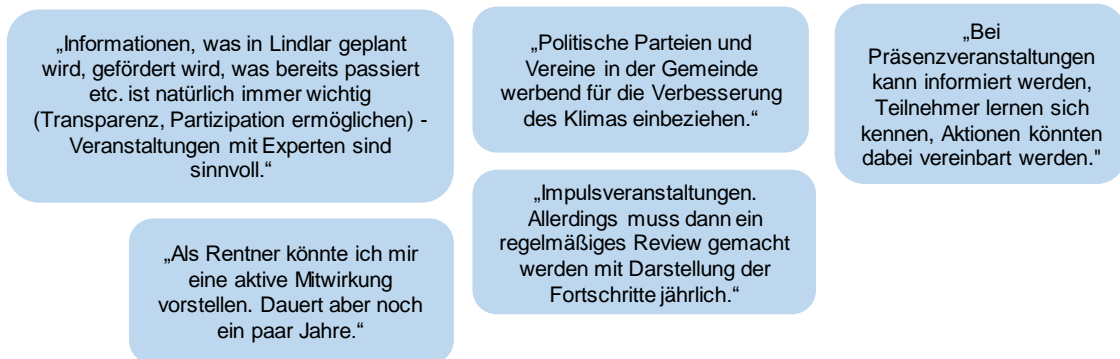 „Informationen, was in Lindlar geplant
wird, gefördert wird, was bereits passiert
etc. ist natürlich immer wichtig
(Transparenz, Partizipation ermöglichen) -
Veranstaltungen mit Experten sind
sinnvoll.“
„Politische Parteien und
Vereine in der Gemeinde
werbend für die Verbesserung
des Klimas einbeziehen.“
„Bei
Präsenzveranstaltungen
kann informiert werden,
Teilnehmer lernen sich
kennen, Aktionen könnten
dabei vereinbart werden."
„Als Rentner könnte ich mir
eine aktive Mitwirkung
vorstellen. Dauert aber noch
ein paar Jahre.“
„Impulsveranstaltungen.
Allerdings muss dann ein
regelmäßiges Review gemacht
werden mit Darstellung der
Fortschritte jährlich.“